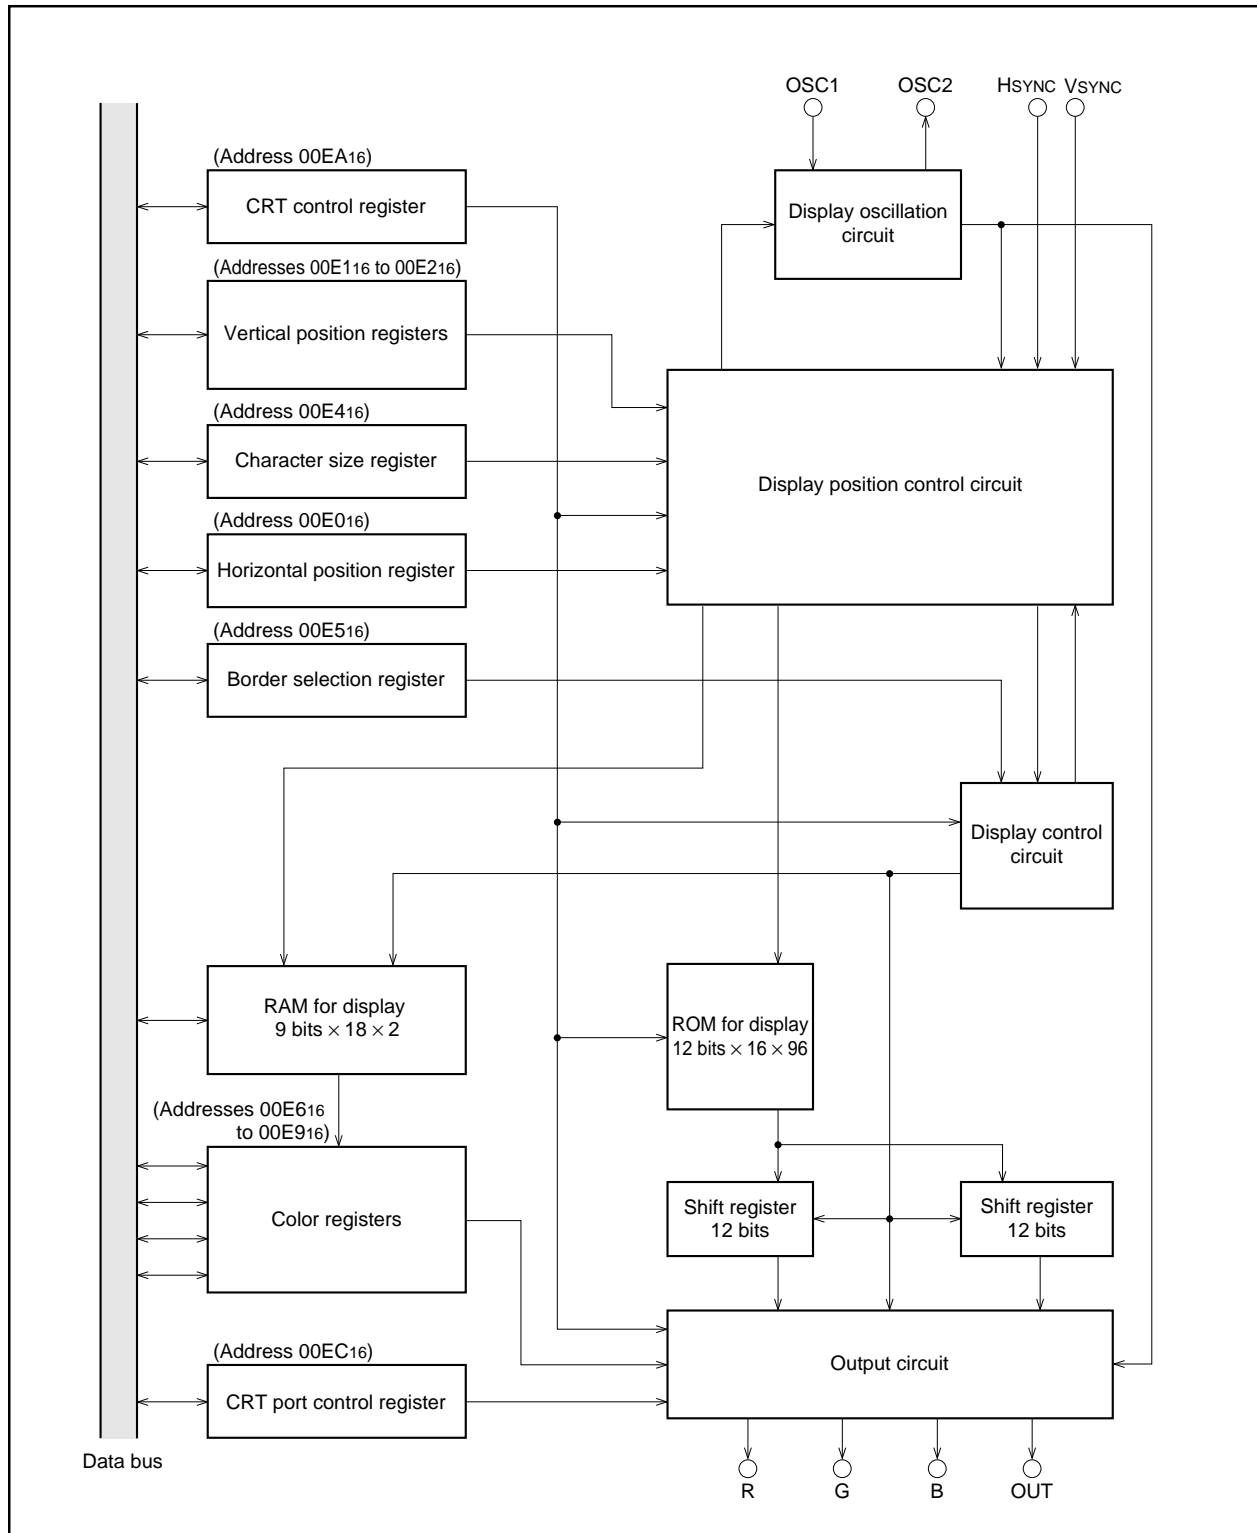 OSC1
OSC2
HSYNC
VSYNC
(Address 00EA16)
CRT control register
Display oscillation
circuit
(Addresses 00E116 to 00E216)
Vertical position registers
(Address 00E416)
Character size register
Display position control circuit
(Address 00E016)
Horizontal position register
(Address 00E516)
Border selection register
Display control
circuit
RAM for display
9 bits × 18 × 2
ROM for display
12 bits × 16 × 96
(Addresses 00E616
to 00E916)
Color registers
Shift register
12 bits
Shift register
12 bits
(Address 00EC16)
CRT port control register
Output circuit
Data bus
R
G
B
OUT